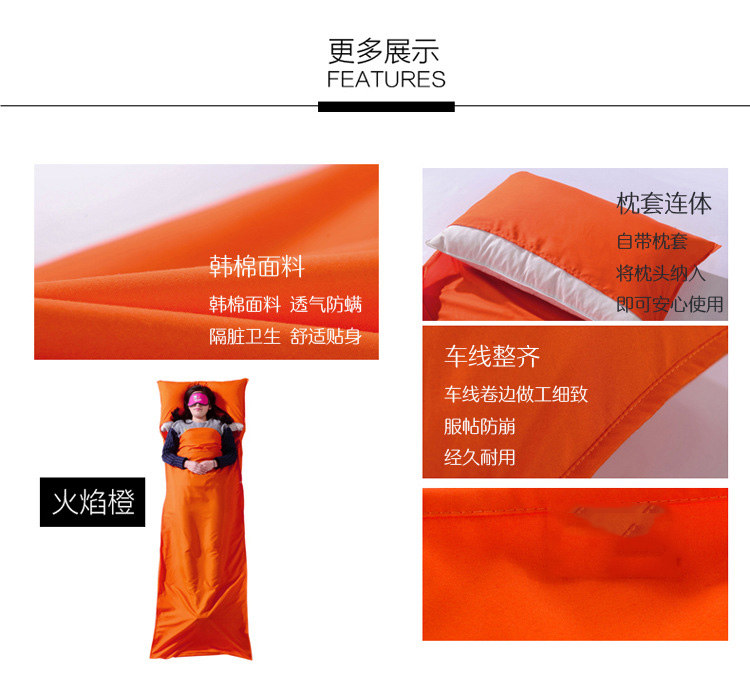 更多展示
FEATURES
韩棉面料
韩棉面料 透气防螨
隔脏卫生 舒适贴身
枕套连体
自带枕套
将枕头纳入
即可安心使用
车线整齐
车线卷边做工细致
服帖防崩
经久耐用
火焰橙